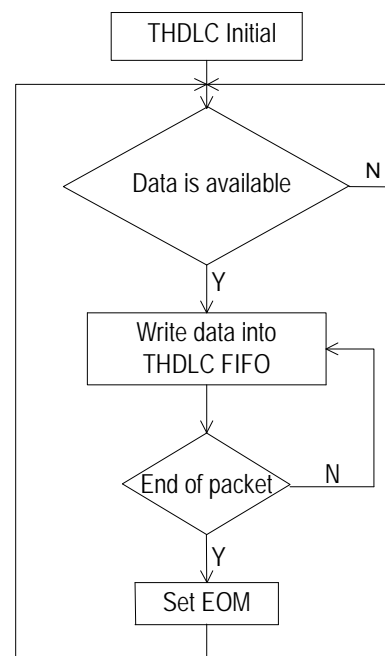 THDLC Initial
Data is available
N
Y
Write data into
THDLC FIFO
End of packet
N
Y
Set EOM